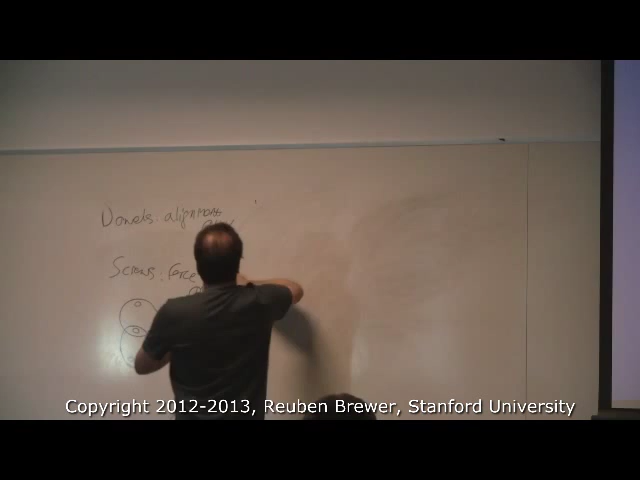 Dowels: alignment
Screws: force
Copyright 2012-2013, Reuben Brewer, Stanford University